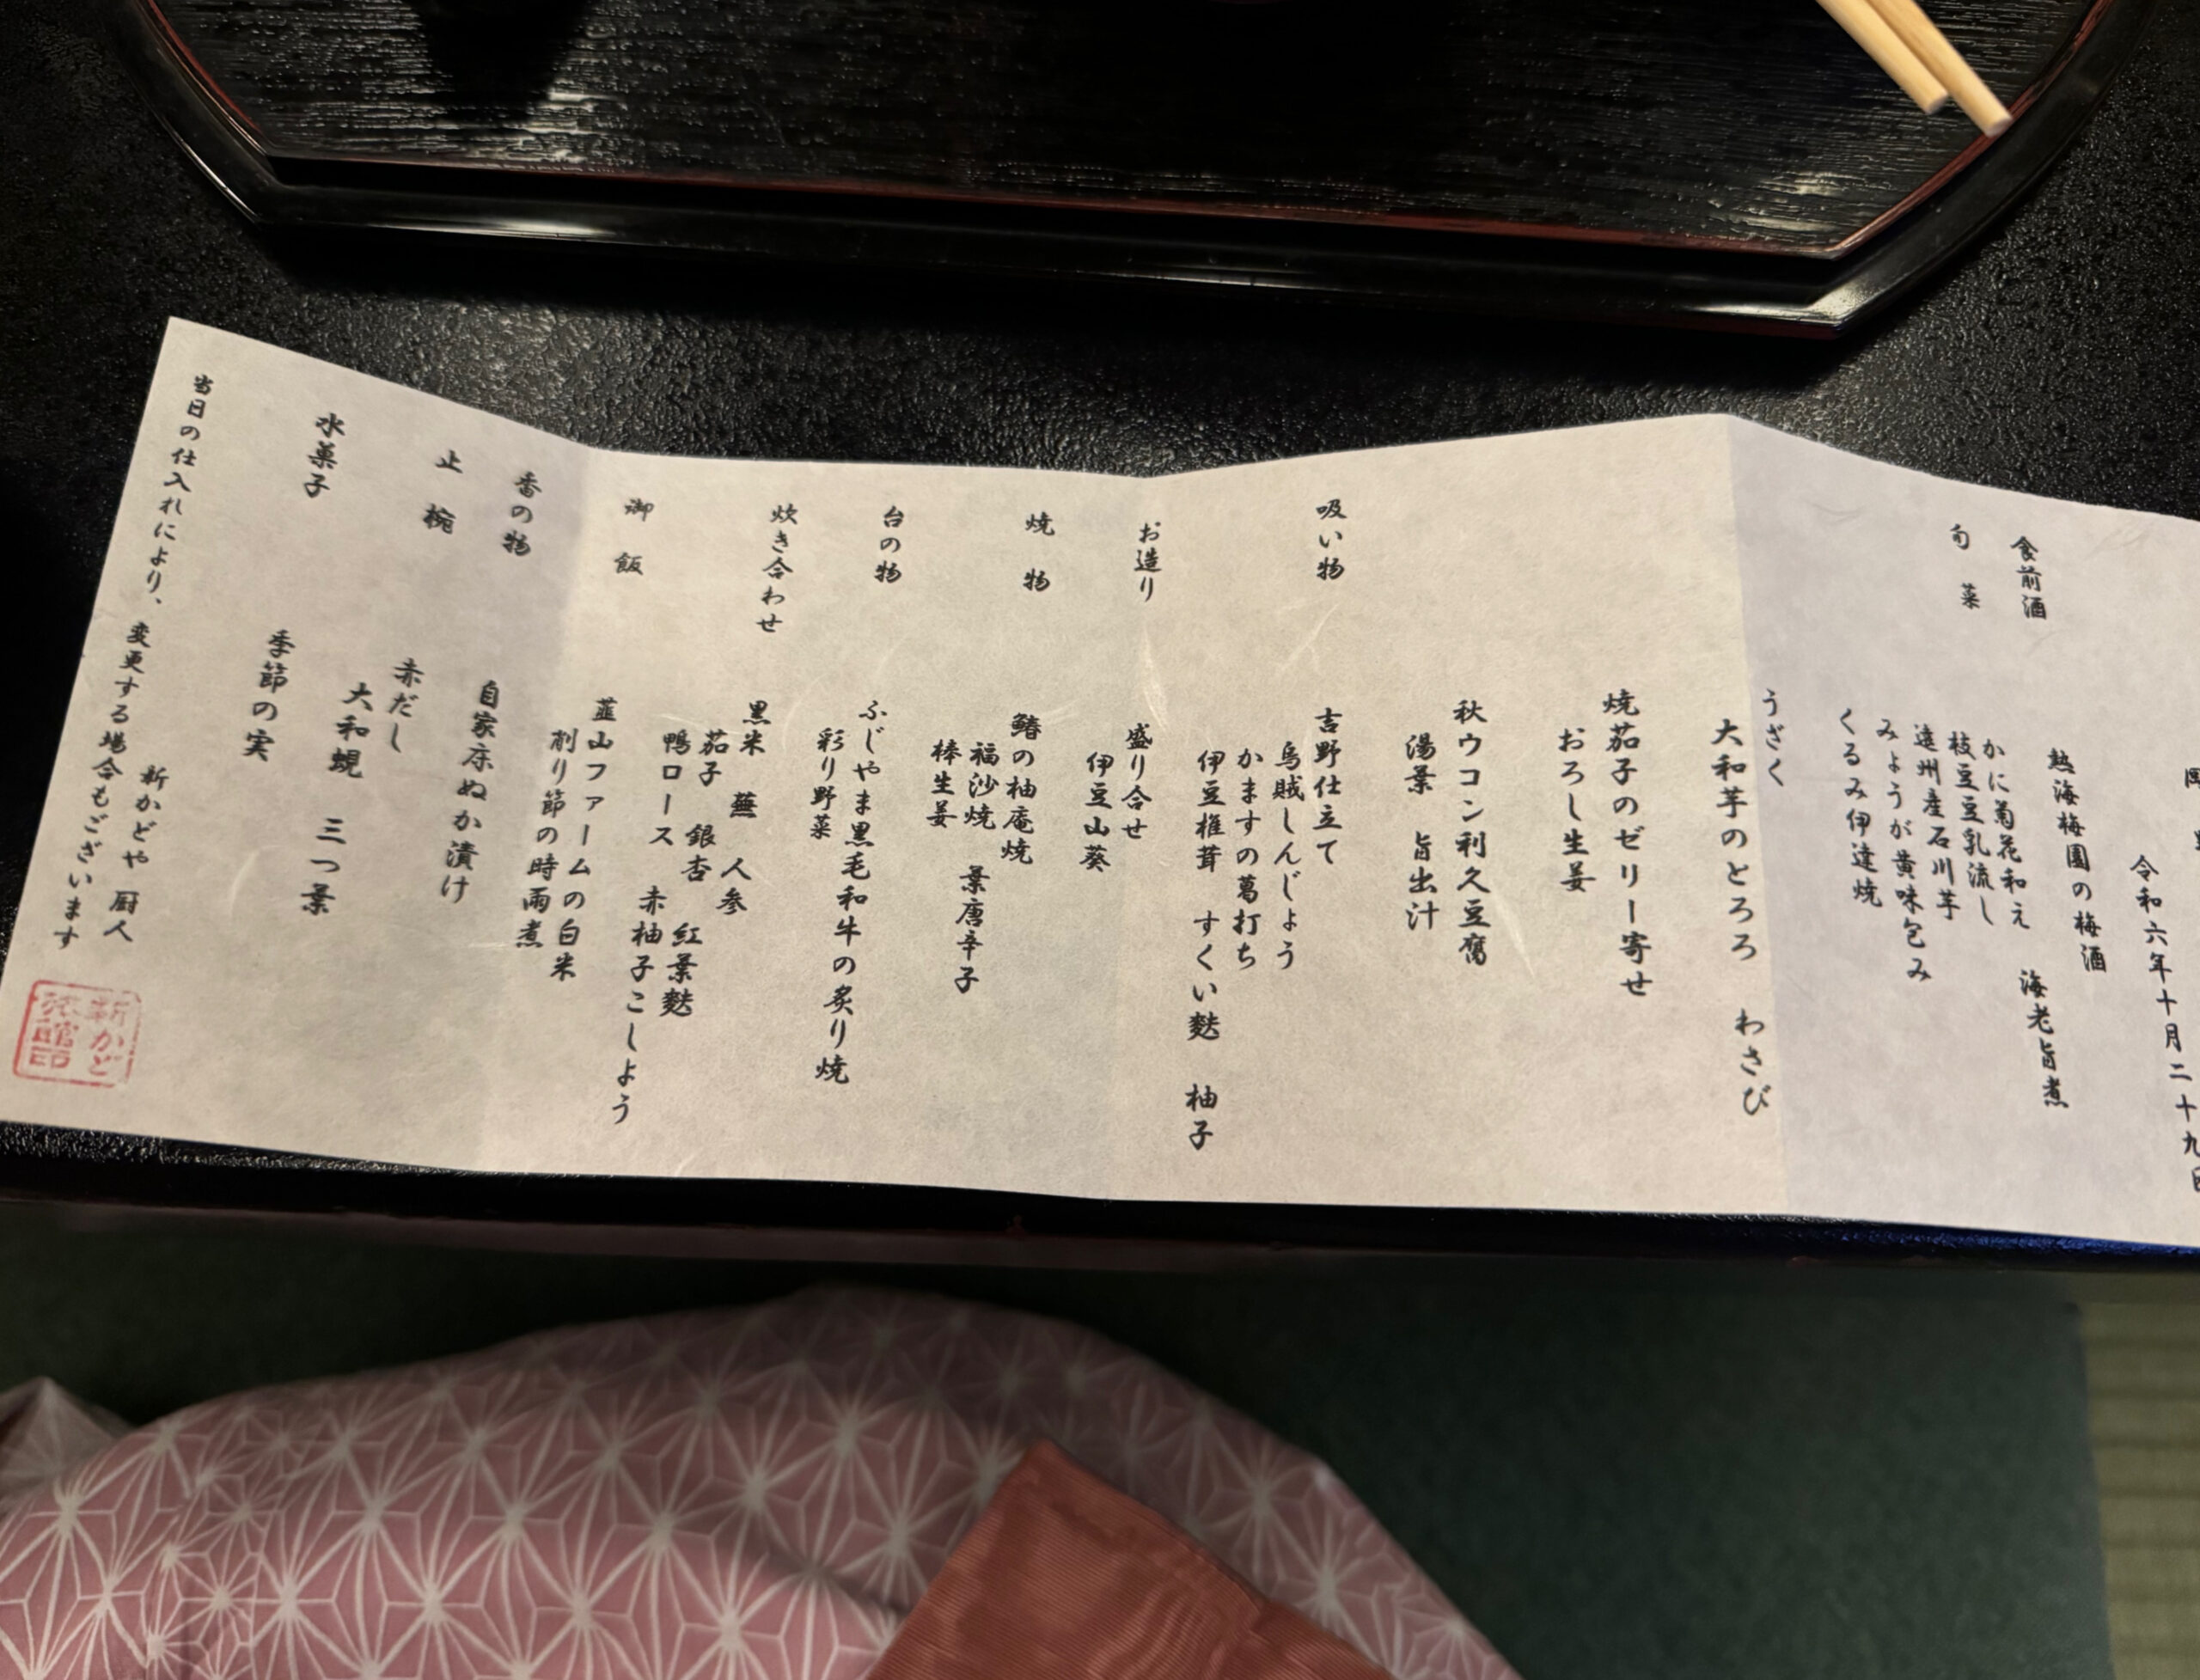 令和六年十月二十九日
食前酒
熱海梅園の梅酒
旬 菜
かに菊花和え 海老旨煮
枝豆豆乳流し
遠州産石川芋
みょうが黄味包み
くるみ伊達焼
うざく
大和芋のとろろ わさび
焼茄子のゼリー寄せ
おろし生姜
秋ウコン利久豆腐
湯葉 旨出汁
吸い物
吉野仕立て
烏賊しんじょう
かますの葛打ち
伊豆椎茸 すくい麩 柚子
お造り
盛り合せ
伊豆山葵
焼 物
鰆の柚庵焼
福沙焼 葉唐辛子
棒生姜
台の物
ふじやま黒毛和牛の炙り焼
彩り野菜
炊き合わせ
黒米 蕪 人参
茄子 銀杏 紅葉麩
鴨ロース 赤柚子こしょう
御 飯
韮山ファームの白米
削り節の時雨煮
香の物
自家床ぬか漬け
止 椀
赤だし
大和蜆 三つ葉
水菓子
季節の実
当日の仕入れにより、変更する場合もございます
新かどや 厨人
新かど
旅館印